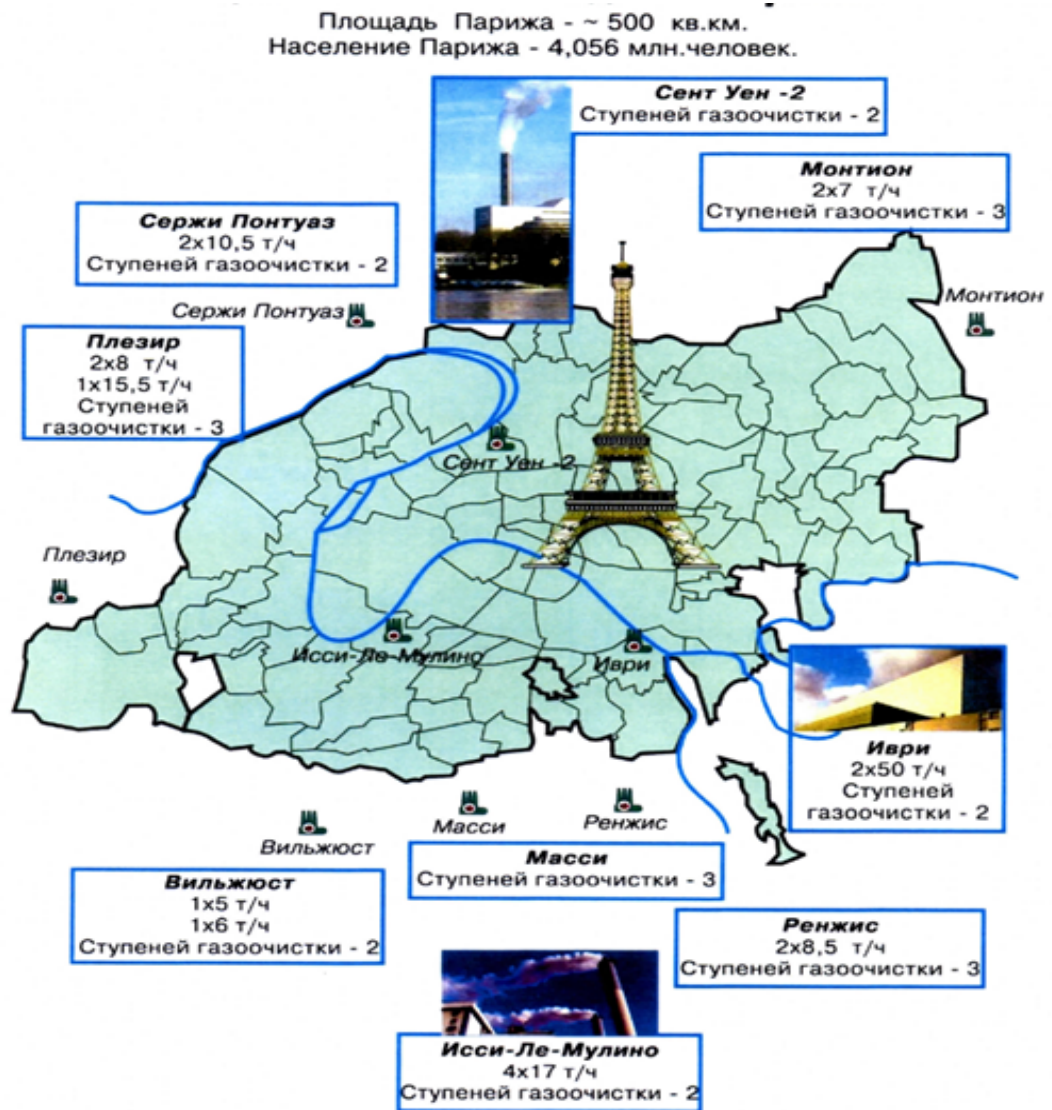 Площадь Парижа - ~ 500 кв.км.
Население Парижа - 4,056 млн.человек.
Сент Уен -2
Ступеней газоочистки - 2
Монтион
2х7 т/ч
Ступеней газоочистки - 3
Сержи Понтуаз
2х10,5 т/ч
Ступеней газоочистки - 2
Сержи Понтуаз
Монтион
Плезир
2х8 т/ч
1х15,5 т/ч
Ступеней
газоочистки - 3
Сент Уен -2
Плезир
Исси-Ле-Мулино
Иври
Иври
2х50 т/ч
Ступеней
газоочистки - 2
Вильжюст
Масси
Ренжис
Масси
Ступеней газоочистки - 3
Вильжюст
1х5 т/ч
1х6 т/ч
Ступеней газоочистки - 2
Ренжис
2х8,5 т/ч
Ступеней газоочистки - 3
Исси-Ле-Мулино
4х17 т/ч
Ступеней газоочистки - 2